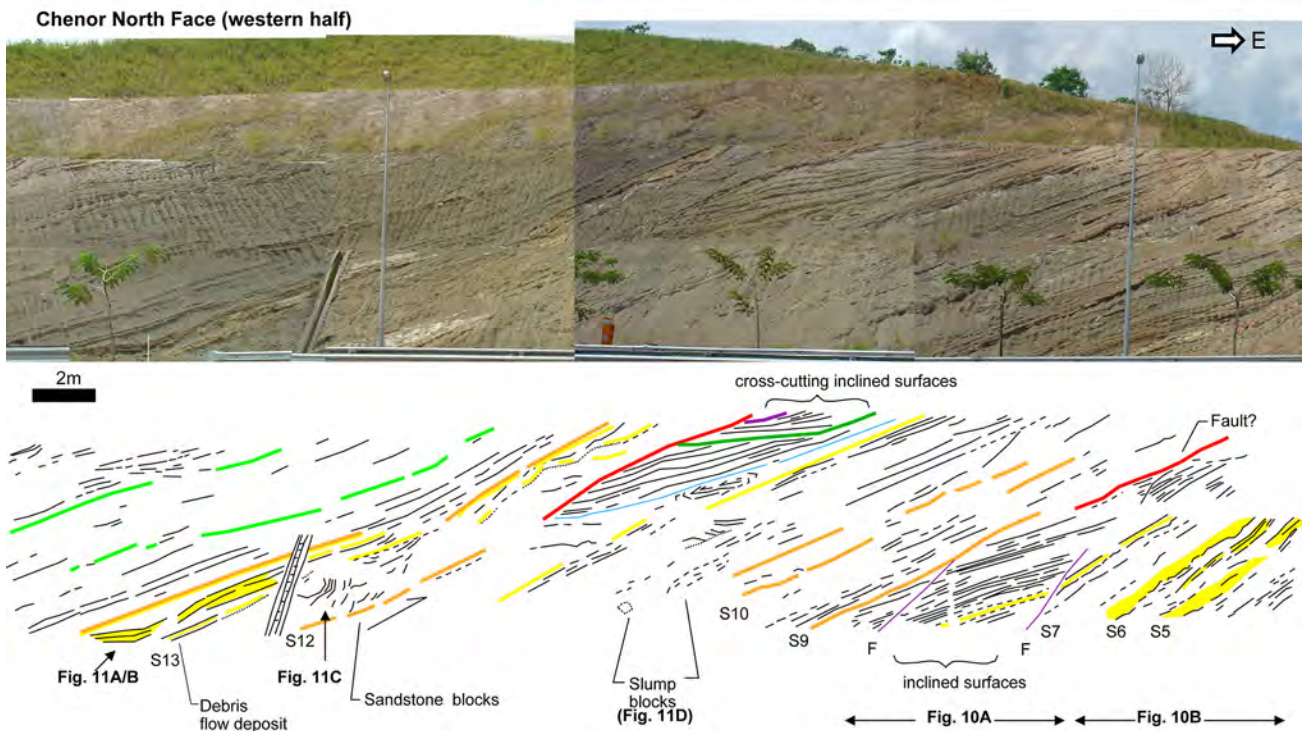 Chenor North Face (western half)
E
2m
cross-cutting inclined surfaces
Fault?
S10
S12
S9
S7
S6
S5
S13
F
F
Fig. 11A/B
Fig. 11C
Debris
flow deposit
Sandstone blocks
Slump
blocks
(Fig. 11D)
inclined surfaces
Fig. 10A
Fig. 10B